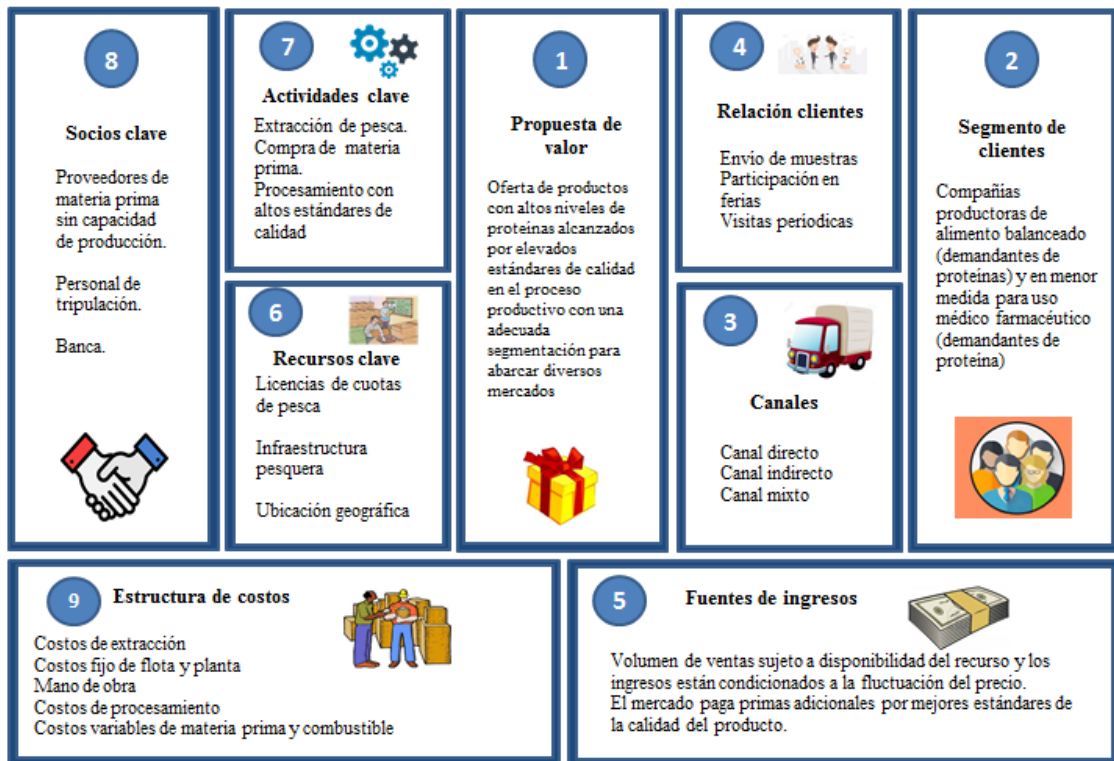 8
Socios clave
Proveedores de
materia prima
sin capacidad
de producción.
Personal de
tripulación.
Banca.
7
Actividades clave
Extracción de pesca.
Compra de materia
prima.
Procesamiento con
altos estándares de
calidad
6
Recursos clave
Licencias de cuotas
de pesca
Infraestructura
pesquera
Ubicación geográfica
1
Propuesta de
valor
Oferta de productos
con altos niveles de
proteínas alcanzados
por elevados
estándares de calidad
en el proceso
productivo con una
adecuada
segmentación para
abarcar diversos
mercados
4
Relación clientes
Envío de muestras
Participación en
ferias
Visitas periodicas
3
Canales
Canal directo
Canal indirecto
Canal mixto
2
Segmento de
clientes
Compañias
productoras de
alimento balanceado
(demandantes de
proteínas) y en menor
medida para uso
médico farmacéutico
(demandantes de
proteína)
9
Estructura de costos
Costos de extracción
Costos fijo de flota y planta
Mano de obra
Costos de procesamiento
Costos variables de materia prima y combustible
5
Fuentes de ingresos
Volumen de ventas sujeto a disponibilidad del recurso y los
ingresos están condicionados a la fluctuación del precio.
El mercado paga primas adicionales por mejores estándares de
la calidad del producto.